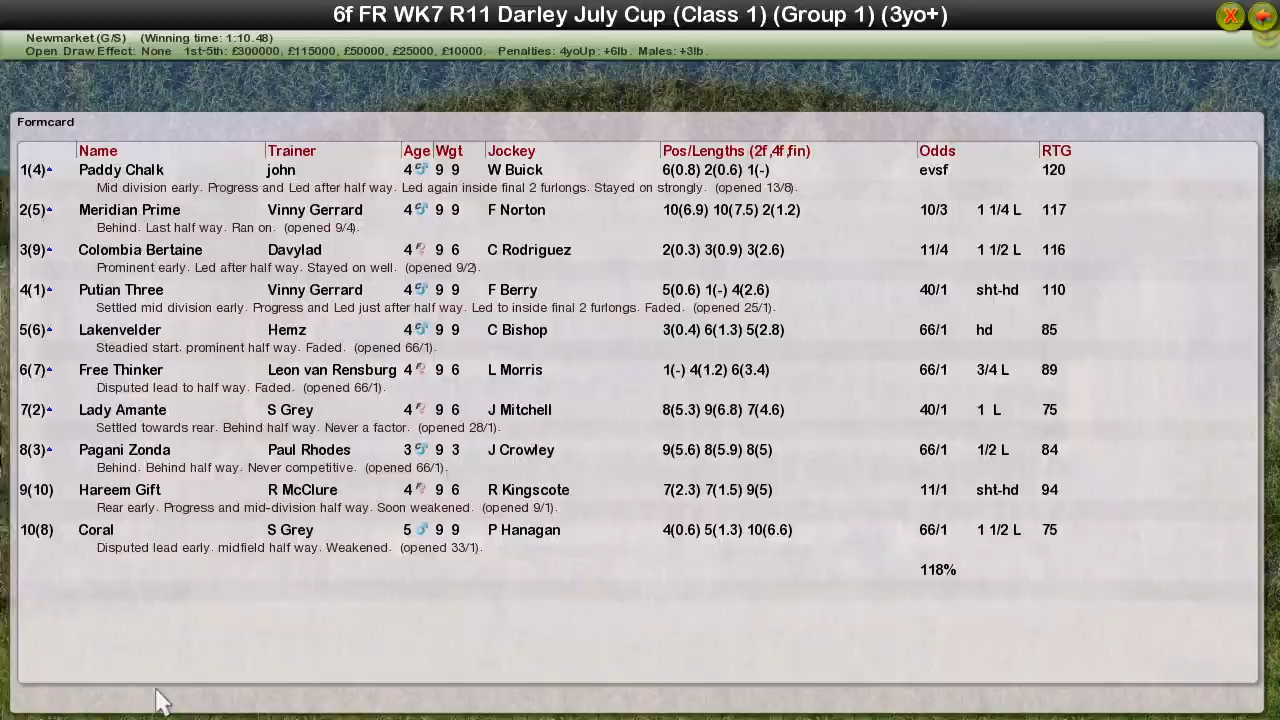 6f FR WK7 R11 Darley July Cup (Class 1) (Group 1) (3yo+)
Newmarket (G/S) (Winning time: 1:10.48)
Open Draw Effect: None 1st-5th: £300000, £115000, £50000, £25000, £10000. Penalties: 4yoUp: +6lb. Males: +3lb.
Formcard
Name Trainer Age Wgt Jockey Pos/Lengths (2f,4f,fin) Odds RTG
1(4) Paddy Chalk john 4 9 9 W Buick 6(0.8) 2(0.6) 1(-) evsf 120
Mid division early. Progress and Led after half way. Led again inside final 2 furlongs. Stayed on strongly. (opened 13/8).
2(5) Meridian Prime Vinny Gerrard 4 9 9 F Norton 10(6.9) 10(7.5) 2(1.2) 10/3 1 1/4 L 117
Behind. Last half way. Ran on. (opened 9/4).
3(9) Colombia Bertaine Davylad 4 9 6 C Rodriguez 2(0.3) 3(0.9) 3(2.6) 11/4 1 1/2 L 116
Prominent early. Led after half way. Stayed on well. (opened 9/2).
4(1) Putian Three Vinny Gerrard 4 9 9 F Berry 5(0.6) 1(-) 4(2.6) 40/1 sht-hd 110
Settled mid division early. Progress and Led just after half way. Led to inside final 2 furlongs. Faded. (opened 25/1).
5(6) Lakenvelder Hemz 4 9 9 C Bishop 3(0.4) 6(1.3) 5(2.8) 66/1 hd 85
Steadied start. prominent half way. Faded. (opened 66/1).
6(7) Free Thinker Leon van Rensburg 4 9 6 L Morris 1(-) 4(1.2) 6(3.4) 66/1 3/4 L 89
Disputed lead to half way. Faded. (opened 66/1).
7(2) Lady Amante S Grey 4 9 6 J Mitchell 8(5.3) 9(6.8) 7(4.6) 40/1 1 L 75
Settled towards rear. Behind half way. Never a factor. (opened 28/1).
8(3) Pagani Zonda Paul Rhodes 3 9 3 J Crowley 9(5.6) 8(5.9) 8(5) 66/1 1/2 L 84
Behind. Behind half way. Never competitive. (opened 66/1).
9(10) Hareem Gift R McClure 4 9 6 R Kingscote 7(2.3) 7(1.5) 9(5) 11/1 sht-hd 94
Rear early. Progress and mid-division half way. Soon weakened. (opened 9/1).
10(8) Coral S Grey 5 9 9 P Hanagan 4(0.6) 5(1.3) 10(6.6) 66/1 1 1/2 L 75
Disputed lead early. midfield half way. Weakened. (opened 33/1).
118%